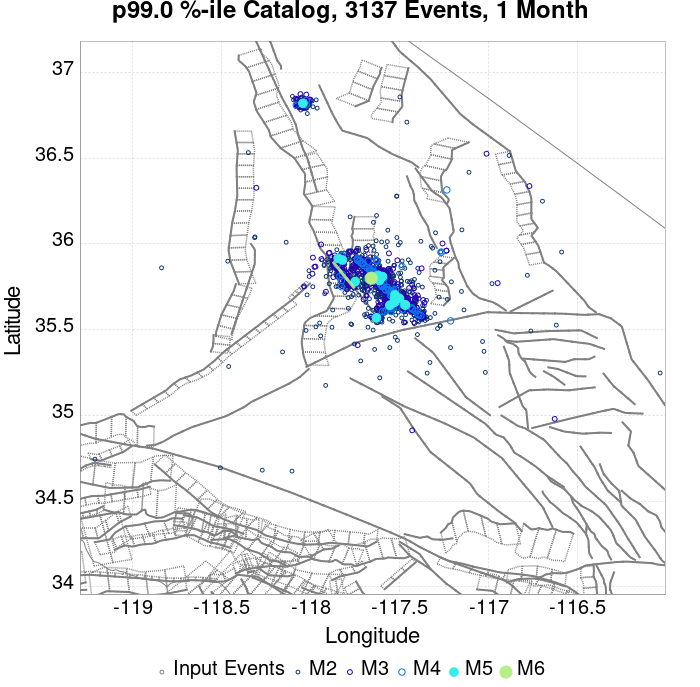 p99.0 %-ile Catalog, 3137 Events, 1 Month
37
36.5
36
35.5
35
34.5
34
Latitude
-119
-118.5
-118
-117.5
-117
-116.5
Longitude
Input Events
M2
M3
M4
M5
M6